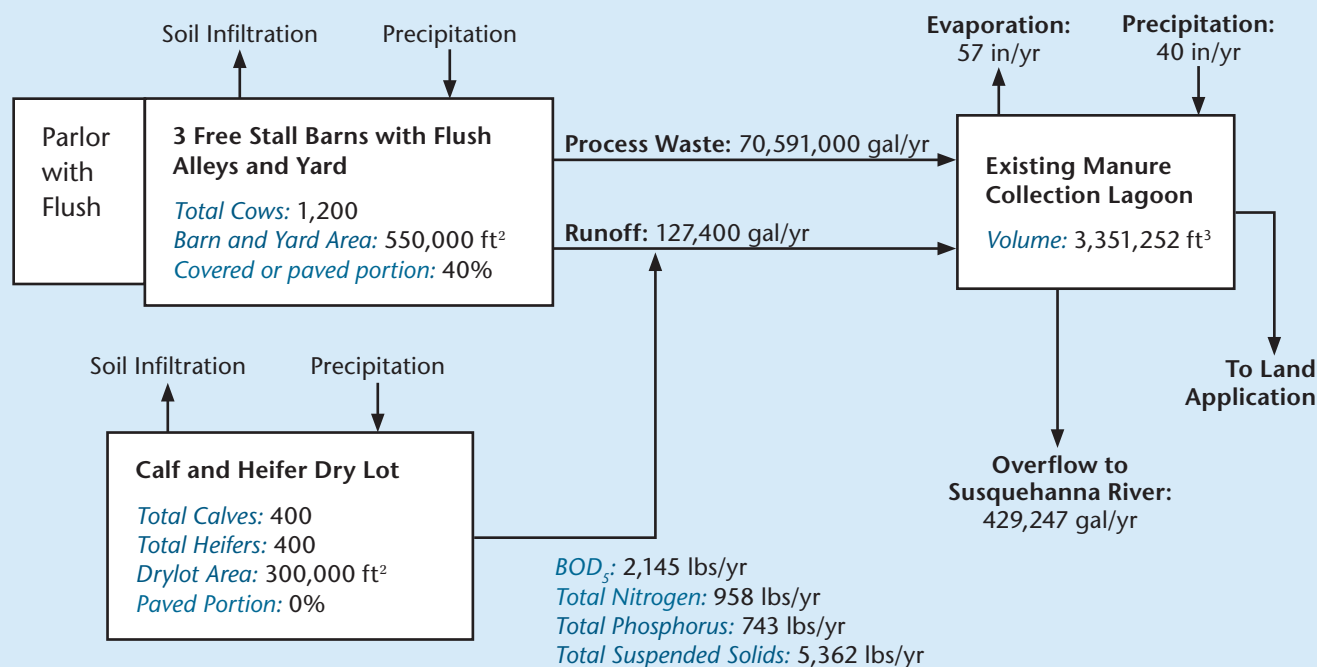 Soil Infiltration
Precipitation
Parlor
with
Flush
3 Free Stall Barns with Flush
Alleys and Yard
Total Cows: 1,200
Barn and Yard Area: 550,000 ft²
Covered or paved portion: 40%
Process Waste: 70,591,000 gal/yr
Runoff: 127,400 gal/yr
Evaporation:
57 in/yr
Precipitation:
40 in/yr
Existing Manure
Collection Lagoon
Volume: 3,351,252 ft³
To Land
Application
Overflow to
Susquehanna River:
429,247 gal/yr
Soil Infiltration
Precipitation
Calf and Heifer Dry Lot
Total Calves: 400
Total Heifers: 400
Drylot Area: 300,000 ft²
Paved Portion: 0%
BOD₅: 2,145 lbs/yr
Total Nitrogen: 958 lbs/yr
Total Phosphorus: 743 lbs/yr
Total Suspended Solids: 5,362 lbs/yr